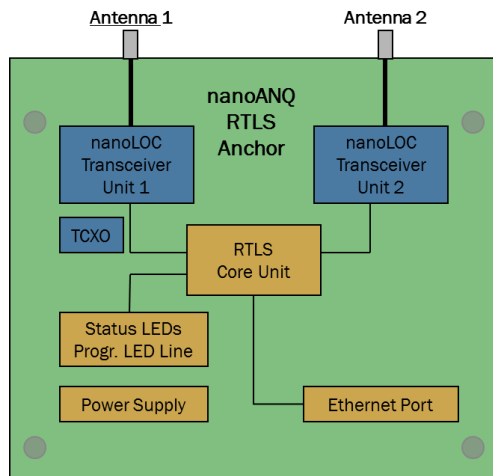 Antenna 1
Antenna 2
nanoANQ
RTLS
Anchor
nanoLOC
Transceiver
Unit 1
nanoLOC
Transceiver
Unit 2
TCXO
RTLS
Core Unit
Status LEDs
Progr. LED Line
Power Supply
Ethernet Port